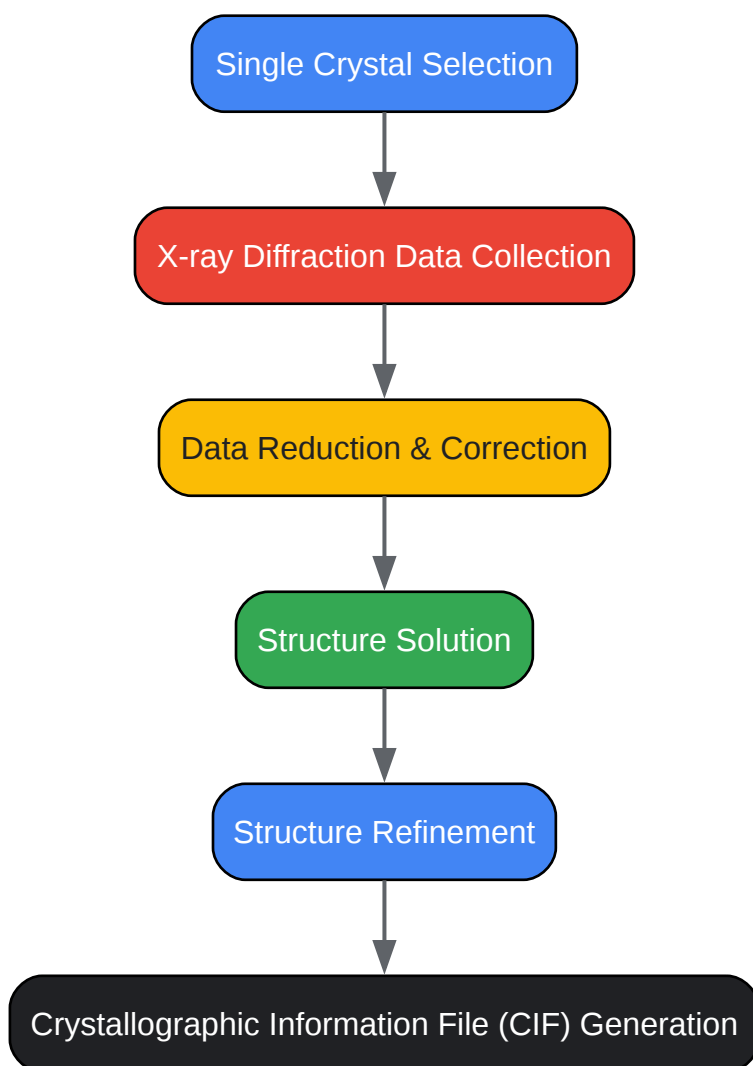 Single Crystal Selection
X-ray Diffraction Data Collection
Data Reduction & Correction
Structure Solution
Structure Refinement
Crystallographic Information File (CIF) Generation